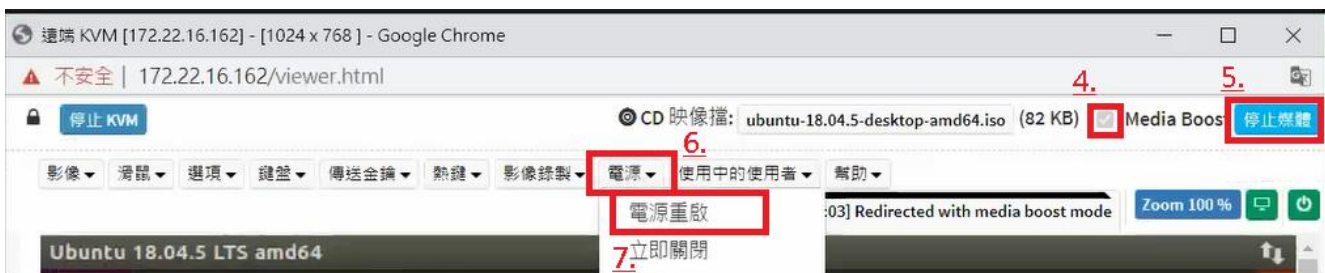 遠端 KVM [172.22.16.162] - [1024 x 768 ] - Google Chrome
不安全 | 172.22.16.162/viewer.html
4.
5.
停止 KVM
CD 映像擋: ubuntu-18.04.5-desktop-amd64.iso (82 KB) Media Boos 停止媒體
6.
影像 滑鼠 選項 鍵盤 傳送金鑰 熱鍵 影像錄製 電源 使用中的使用者 幫助
電源重啟
:03] Redirected with media boost mode
Zoom 100 %
Ubuntu 18.04.5 LTS amd64
7.
立即關閉